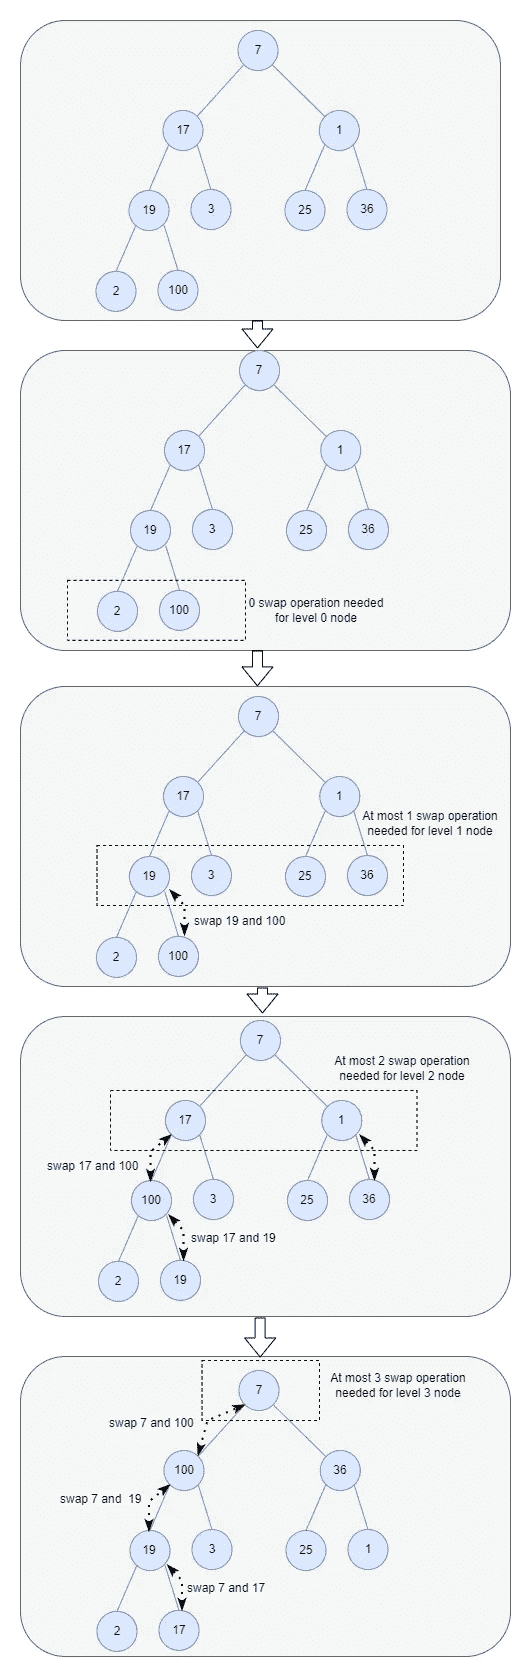 7
17 1
19 3 25 36
2 100
7
17 1
19 3 25 36
2 100
0 swap operation needed
for level 0 node
7
17 1
At most 1 swap operation
needed for level 1 node
19 3 25 36
swap 19 and 100
2 100
7
At most 2 swap operation
needed for level 2 node
17 1
swap 17 and 100
100 3 25 36
swap 17 and 19
2 19
7
At most 3 swap operation
needed for level 3 node
swap 7 and 100
100 36
swap 7 and 19
19 3 25 1
swap 7 and 17
2 17